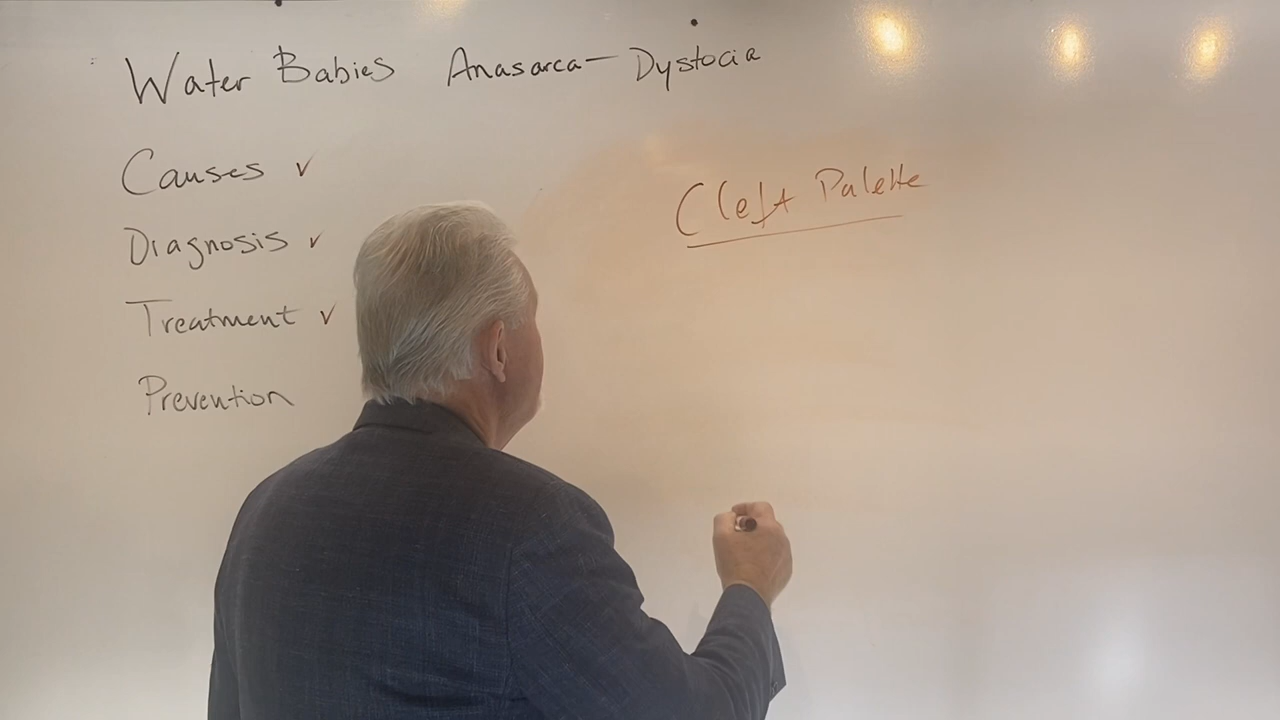 Water Babies Anasarca— Dystocia
Causes ✓
Cleft Palette
Diagnosis ✓
Treatment ✓
Prevention